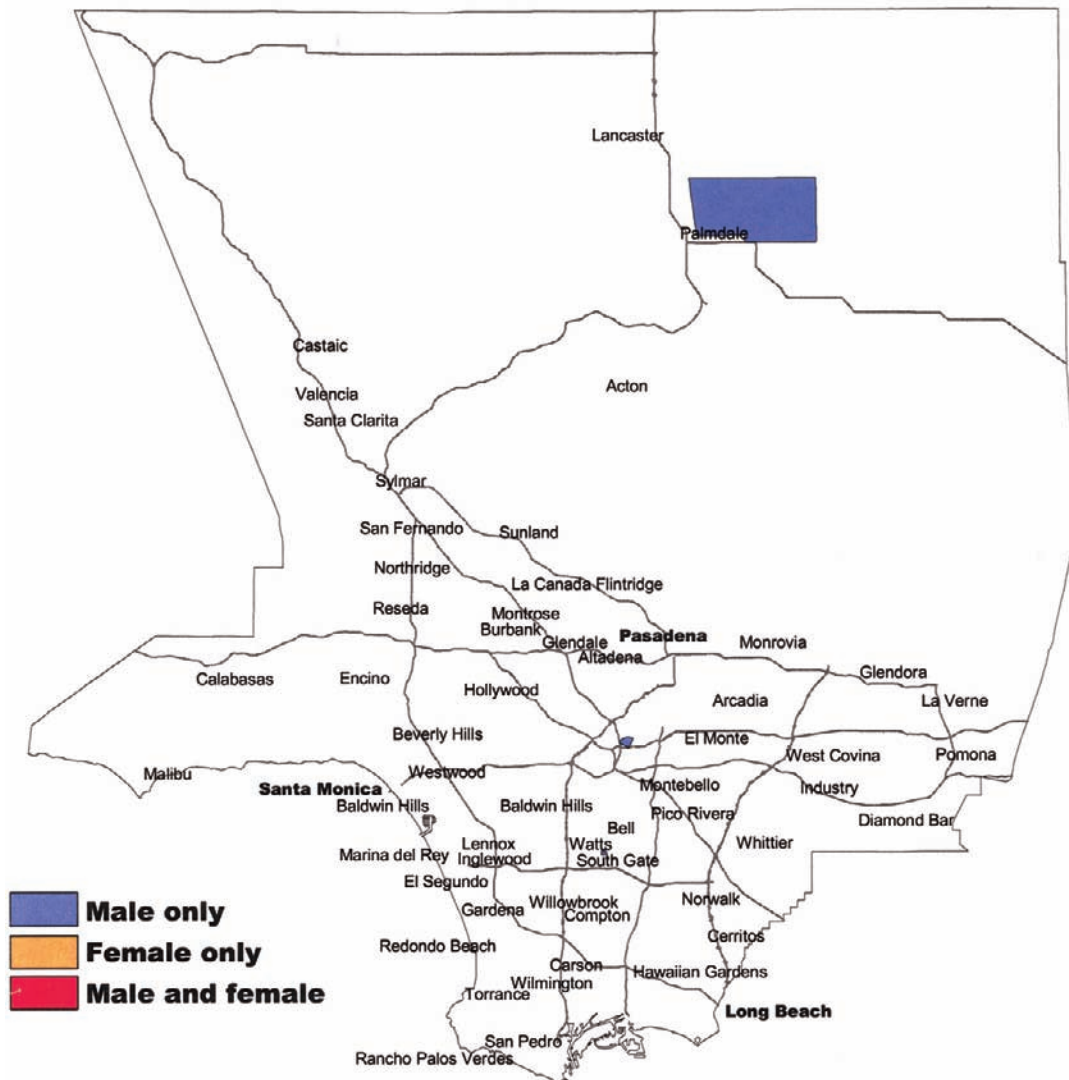 Lancaster
Palmdale
Castaic
Acton
Valencia
Santa Clarita
Sylmar
San Fernando
Sunland
Northridge
La Canada Flintridge
Reseda
Montrose
Burbank
Glendale
Pasadena
Monrovia
Altadena
Glendora
Calabasas
Encino
Hollywood
Arcadia
La Verne
Beverly Hills
El Monte
West Covina
Pomona
Malibu
Westwood
Santa Monica
Montebello
Industry
Baldwin Hills
Baldwin Hills
Pico Rivera
Diamond Bar
Bell
Watts
Whittier
Marina del Rey
Lennox
Inglewood
South Gate
El Segundo
Willowbrook
Norwalk
Gardena
Compton
Cerritos
Redondo Beach
Carson
Hawaiian Gardens
Wilmington
Torrance
Long Beach
San Pedro
Rancho Palos Verdes
Male only
Female only
Male and female